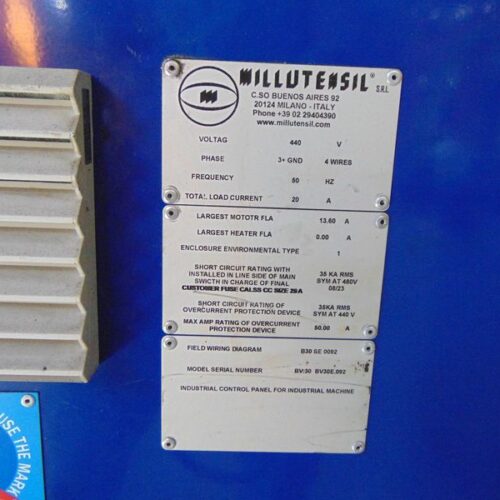 MILLUTENSIL® S.R.L
C.SO BUENOS AIRES 92
20124 MILANO - ITALY
Phone +39 02 29404390
www.millutensil.com
VOLTAG 440 V
PHASE 3+ GND 4 WIRES
FREQUENCY 50 HZ
TOTAL LOAD CURRENT 20 A
LARGEST MOTOTR FLA 13.60 A
LARGEST HEATER FLA 0.00 A
ENCLOSURE ENVIRONMENTAL TYPE 1
SHORT CIRCUIT RATING WITH
INSTALLED IN LINE SIDE OF MAIN 35 KA RMS
SWICTH IN CHARGE OF FINAL SYM AT 480V
CUSTOMER FUSE CALSS CC SIZE 25A 08/23
SHORT CIRCUIT RATING OF 35KA RMS
OVERCURRENT PROTECTION DEVICE SYM AT 440 V
MAX AMP RATING OF OVERCURRENT 50.00 A
PROTECTION DEVICE
FIELD WIRING DIAGRAM B30 SE 0092
MODEL SERIAL NUMBER BV30 BV30E.092
INDUSTRIAL CONTROL PANEL FOR INDUSTRIAL MACHINE
USE THE MARK